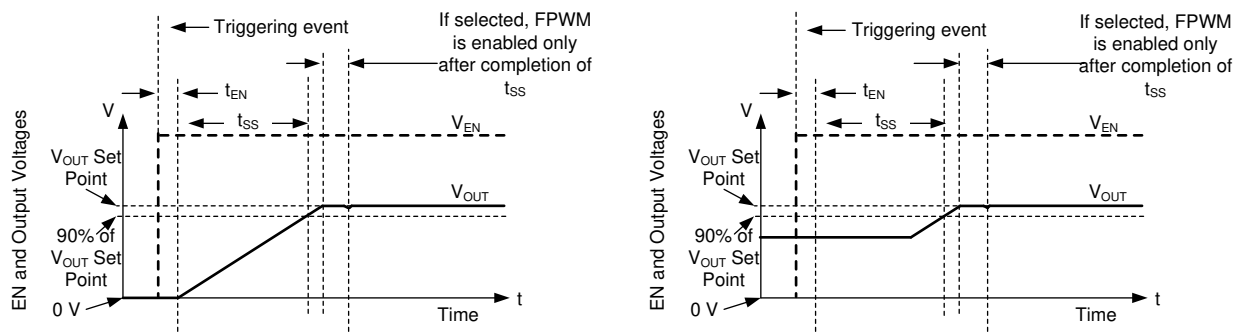 Triggering event
If selected, FPWM
is enabled only
after completion of
tSS
tEN
V
tSS
VEN
EN and Output Voltages
VOUT Set
Point
VOUT
90% of
VOUT Set
Point
0 V
t
Time
Triggering event
If selected, FPWM
is enabled only
after completion of
tSS
tEN
V
tSS
VEN
EN and Output Voltages
VOUT Set
Point
VOUT
90% of
VOUT Set
Point
0 V
t
Time